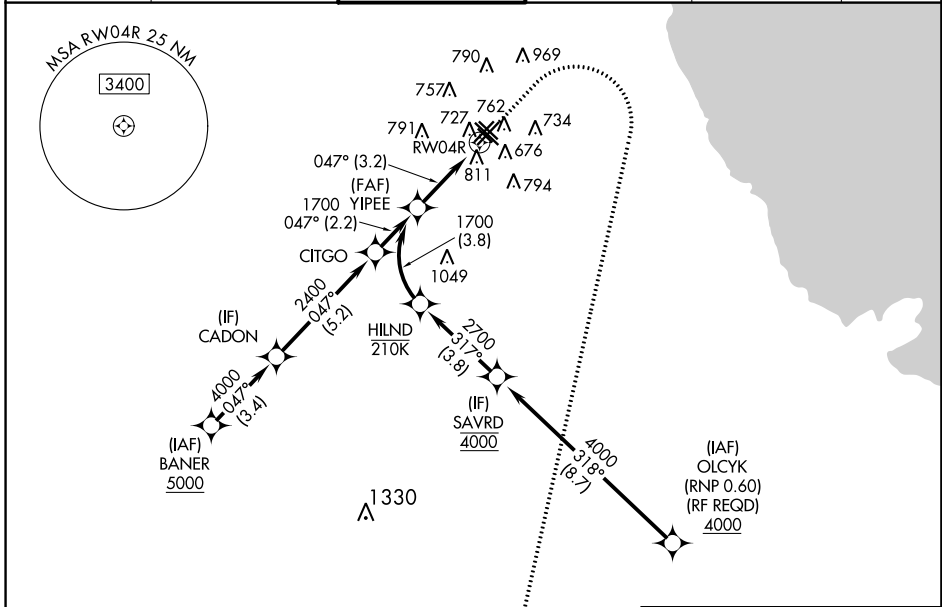 MSA RW04R 25 NM
3400
790
969
757
727
762
734
791
RW04R
676
811
794
047° (3.2)
(FAF)
YIPEE
1700
047° (2.2)
1700
(3.8)
CITGO
1049
2400
047°
(5.2)
(IF)
CADON
HILND
210K
2700
317°
(3.8)
4000
047°
(3.4)
(IF)
SAVRD
4000
(IAF)
BANER
5000
4000
318°
(8.7)
(IAF)
OLCYK
(RNP 0.60)
(RF REQD)
4000
1330